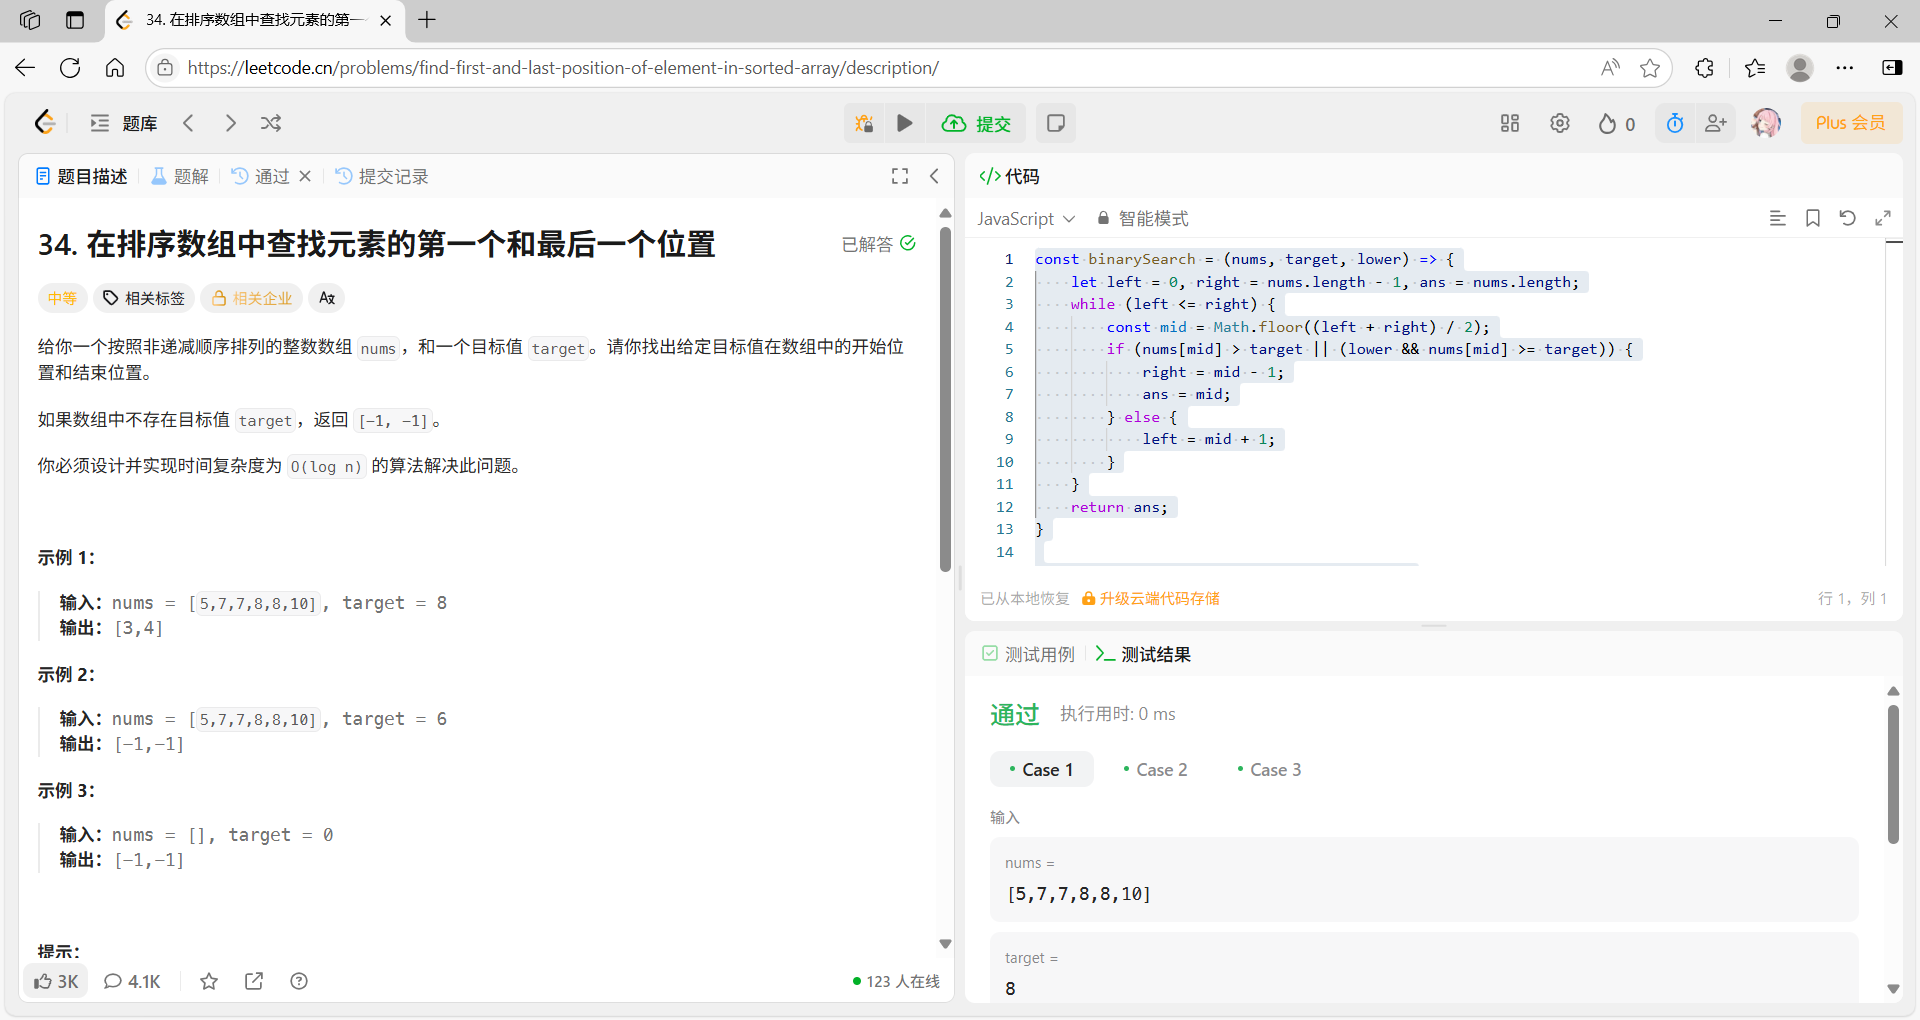 34. 在排序数组中查找元素的第一
https://leetcode.cn/problems/find-first-and-last-position-of-element-in-sorted-array/description/
题库
提交
0
Plus 会员
题目描述
题解
通过
提交记录
34. 在排序数组中查找元素的第一个和最后一个位置
已解答
中等
相关标签
相关企业
给你一个按照非递减顺序排列的整数数组 nums，和一个目标值 target。请你找出给定目标值在数组中的开始位
置和结束位置。
如果数组中不存在目标值 target，返回 [-1, -1]。
你必须设计并实现时间复杂度为 O(log n) 的算法解决此问题。
示例 1：
输入：nums = [5,7,7,8,8,10], target = 8
输出：[3,4]
示例 2：
输入：nums = [5,7,7,8,8,10], target = 6
输出：[-1,-1]
示例 3：
输入：nums = [], target = 0
输出：[-1,-1]
提示：
3K
4.1K
123 人在线
代码
JavaScript
智能模式
1 const binarySearch = (nums, target, lower) => {
2 let left = 0, right = nums.length - 1, ans = nums.length;
3 while (left <= right) {
4 const mid = Math.floor((left + right) / 2);
5 if (nums[mid] > target || (lower && nums[mid] >= target)) {
6 right = mid - 1;
7 ans = mid;
8 } else {
9 left = mid + 1;
10 }
11 }
12 return ans;
13 }
14
已从本地恢复
升级云端代码存储
行 1，列 1
测试用例
测试结果
通过
执行用时: 0 ms
Case 1
Case 2
Case 3
输入
nums =
[5,7,7,8,8,10]
target =
8